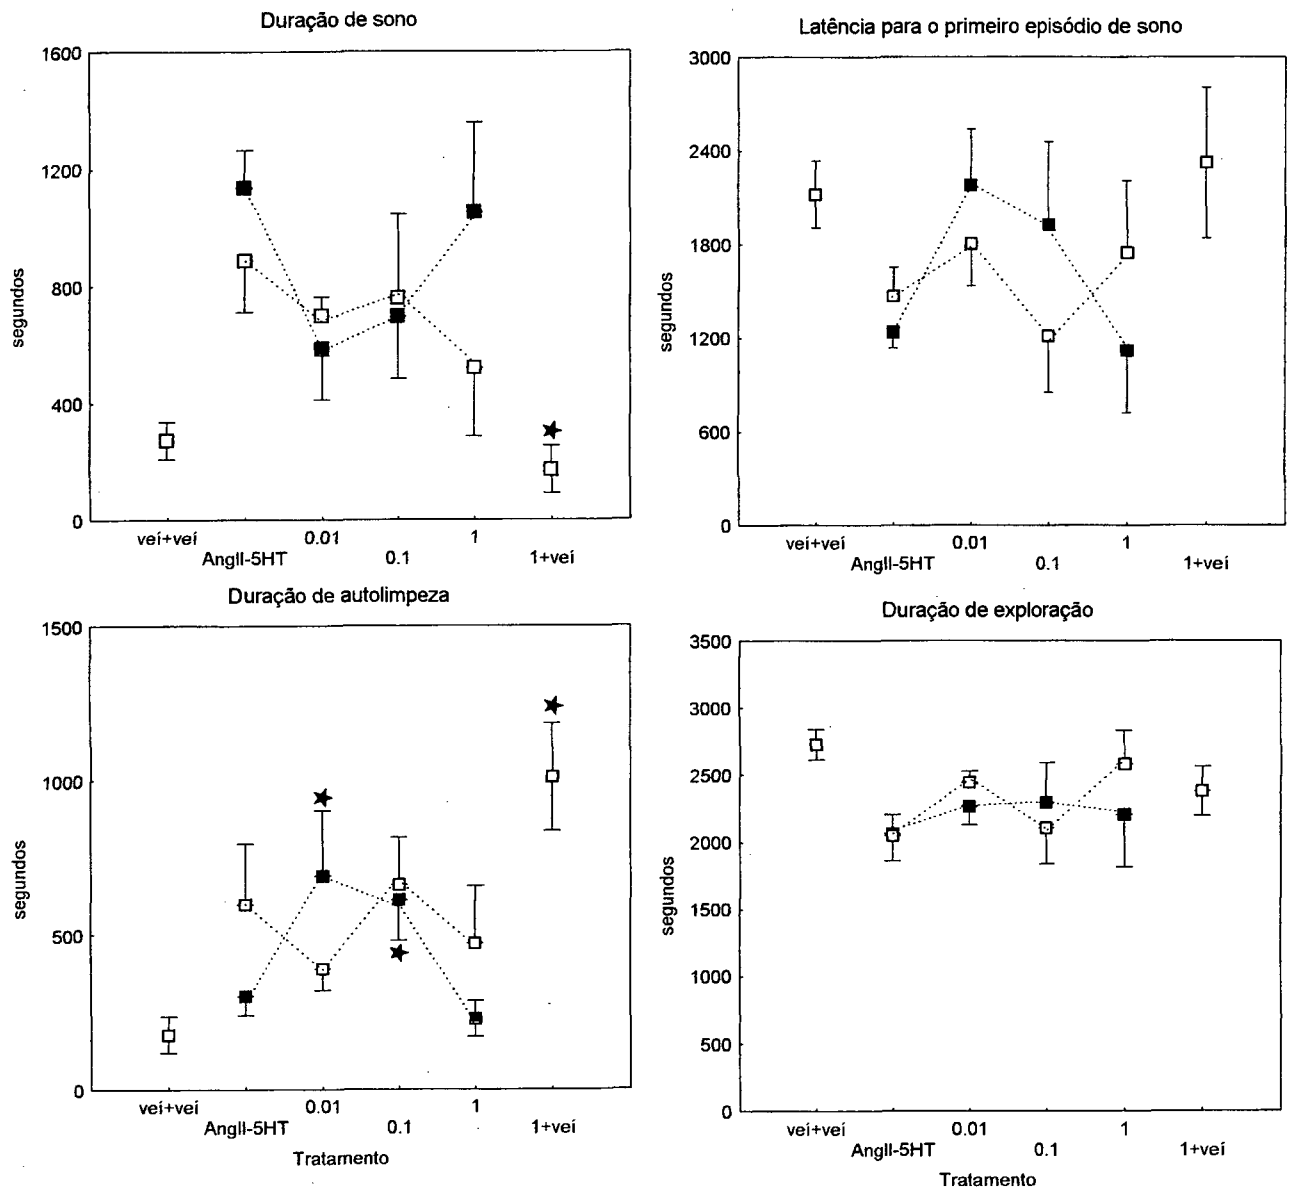 Duração de sono
1600
1200
800
400
0
segundos
veí+veí
AngII-5HT
0.01
0.1
1
1+veí
Latência para o primeiro episódio de sono
3000
2400
1800
1200
600
0
segundos
veí+veí
AngII-5HT
0.01
0.1
1
1+veí
Duração de autolimpeza
1500
1000
500
0
segundos
veí+veí
AngII-5HT
0.01
0.1
1
1+veí
Tratamento
Duração de exploração
3500
3000
2500
2000
1500
1000
500
0
segundos
veí+veí
AngII-5HT
0.01
0.1
1
1+veí
Tratamento